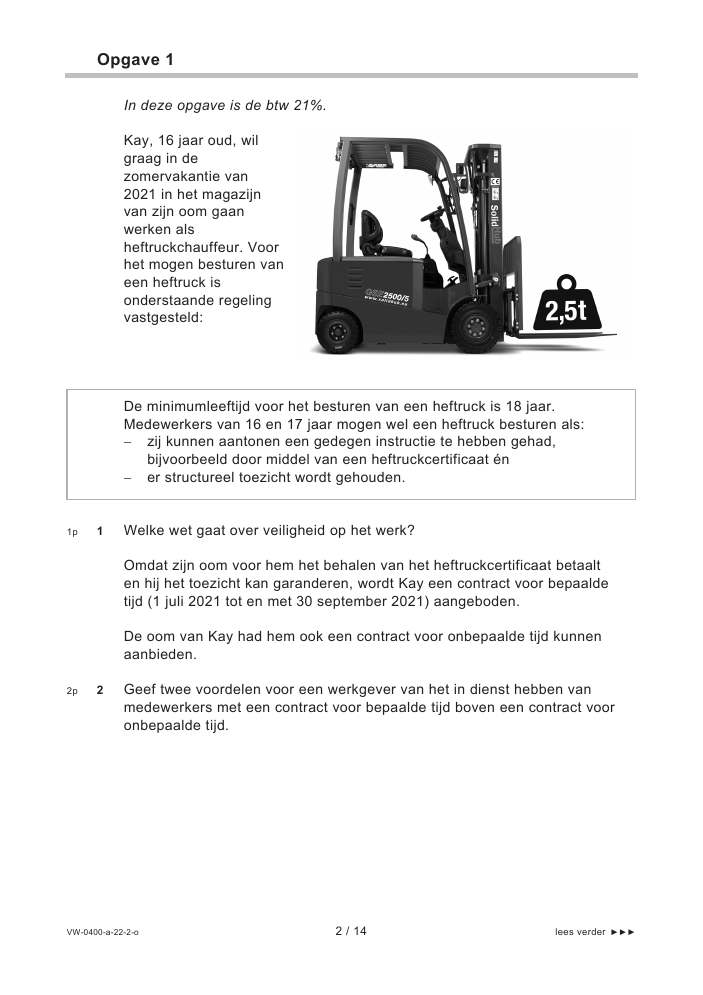 Opgave 1
In deze opgave is de btw 21%.
Kay, 16 jaar oud, wil
graag in de
zomervakantie van
2021 in het magazijn
van zijn oom gaan
werken als
heftruckchauffeur. Voor
het mogen besturen van
een heftruck is
onderstaande regeling
vastgesteld:
CE
Solid
GSE2500/5
2,5t
De minimumleeftijd voor het besturen van een heftruck is 18 jaar.
Medewerkers van 16 en 17 jaar mogen wel een heftruck besturen als:
– zij kunnen aantonen een gedegen instructie te hebben gehad,
bijvoorbeeld door middel van een heftruckcertificaat én
– er structureel toezicht wordt gehouden.
1p 1 Welke wet gaat over veiligheid op het werk?
Omdat zijn oom voor hem het behalen van het heftruckcertificaat betaalt
en hij het toezicht kan garanderen, wordt Kay een contract voor bepaalde
tijd (1 juli 2021 tot en met 30 september 2021) aangeboden.
De oom van Kay had hem ook een contract voor onbepaalde tijd kunnen
aanbieden.
2p 2 Geef twee voordelen voor een werkgever van het in dienst hebben van
medewerkers met een contract voor bepaalde tijd boven een contract voor
onbepaalde tijd.
VW-0400-a-22-2-o 2 / 14 lees verder ►►►